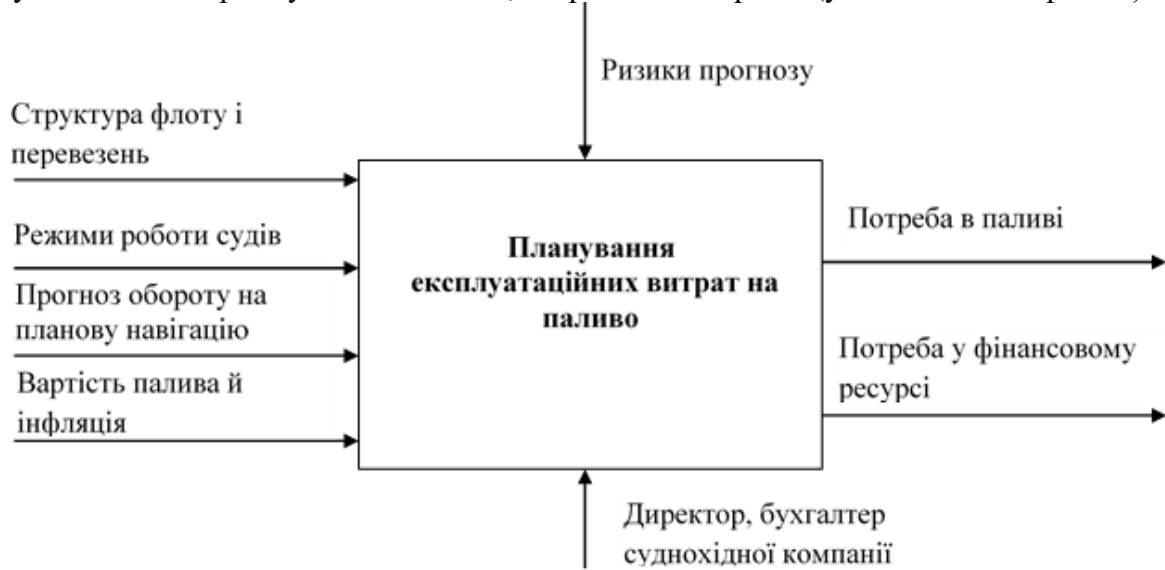 Ризики прогнозу
Структура флоту і
перевезень
Режими роботи судів
Прогноз обороту на
планову навігацію
Вартість палива й
інфляція
Планування
експлуатаційних витрат на
паливо
Потреба в паливі
Потреба у фінансовому
ресурсі
Директор, бухгалтер
суднохідної компанії